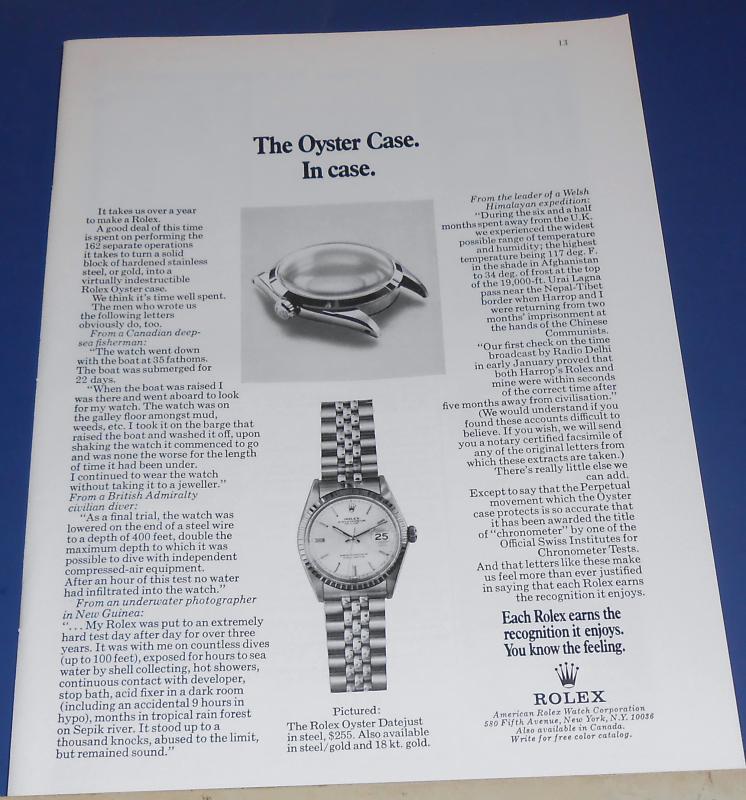 13
The Oyster Case.
In case.
It takes us over a year
to make a Rolex.
A good deal of this time
is spent on performing the
162 separate operations
it takes to turn a solid
block of hardened stainless
steel, or gold, into a
virtually indestructible
Rolex Oyster case.
We think it's time well spent.
The men who wrote us
the following letters
obviously do, too.
From a Canadian deep-
sea fisherman:
"The watch went down
with the boat at 35 fathoms.
The boat was submerged for
22 days.
"When the boat was raised I
was there and went aboard to look
for my watch. The watch was on
the galley floor amongst mud,
weeds, etc. I took it on the barge that
raised the boat and washed it off, upon
shaking the watch it commenced to go
and was none the worse for the length
of time it had been under.
I continued to wear the watch
without taking it to a jeweller."
From a British Admiralty
civilian diver:
"As a final trial, the watch was
lowered on the end of a steel wire
to a depth of 400 feet, double the
maximum depth to which it was
possible to dive with independent
compressed-air equipment.
After an hour of this test no water
had infiltrated into the watch."
From an underwater photographer
in New Guinea:
"...My Rolex was put to an extremely
hard test day after day for over three
years. It was with me on countless dives
(up to 100 feet), exposed for hours to sea
water by shell collecting, hot showers,
continuous contact with developer,
stop bath, acid fixer in a dark room
(including an accidental 9 hours in
hypo), months in tropical rain forest
on Sepik river. It stood up to a
thousand knocks, abused to the limit,
but remained sound."
ROLEX
25
Pictured:
The Rolex Oyster Datejust
in steel, $255. Also available
in steel/gold and 18 kt. gold.
From the leader of a Welsh
Himalayan expedition:
"During the six and a half
months spent away from the U.K.
we experienced the widest
possible range of temperature
and humidity; the highest
temperature being 117 deg. F.
in the shade in Afghanistan
to 34 deg. of frost at the top
of the 19,000-ft. Urai Lagna
pass near the Nepal-Tibet
border when Harrop and I
were returning from two
months' imprisonment at
the hands of the Chinese
Communists.
"Our first check on the time
broadcast by Radio Delhi
in early January proved that
both Harrop's Rolex and
mine were within seconds
of the correct time after
five months away from civilisation."
(We would understand if you
found these accounts difficult to
believe. If you wish, we will send
you a notary certified facsimile of
any of the original letters from
which these extracts are taken.)
There's really little else we
can add.
Except to say that the Perpetual
movement which the Oyster
case protects is so accurate that
it has been awarded the title
of "chronometer" by one of the
Official Swiss Institutes for
Chronometer Tests.
And that letters like these make
us feel more than ever justified
in saying that each Rolex earns
the recognition it enjoys.
Each Rolex earns the
recognition it enjoys.
You know the feeling.
ROLEX
American Rolex Watch Corporation
580 Fifth Avenue, New York, N.Y. 10036
Also available in Canada.
Write for free color catalog.